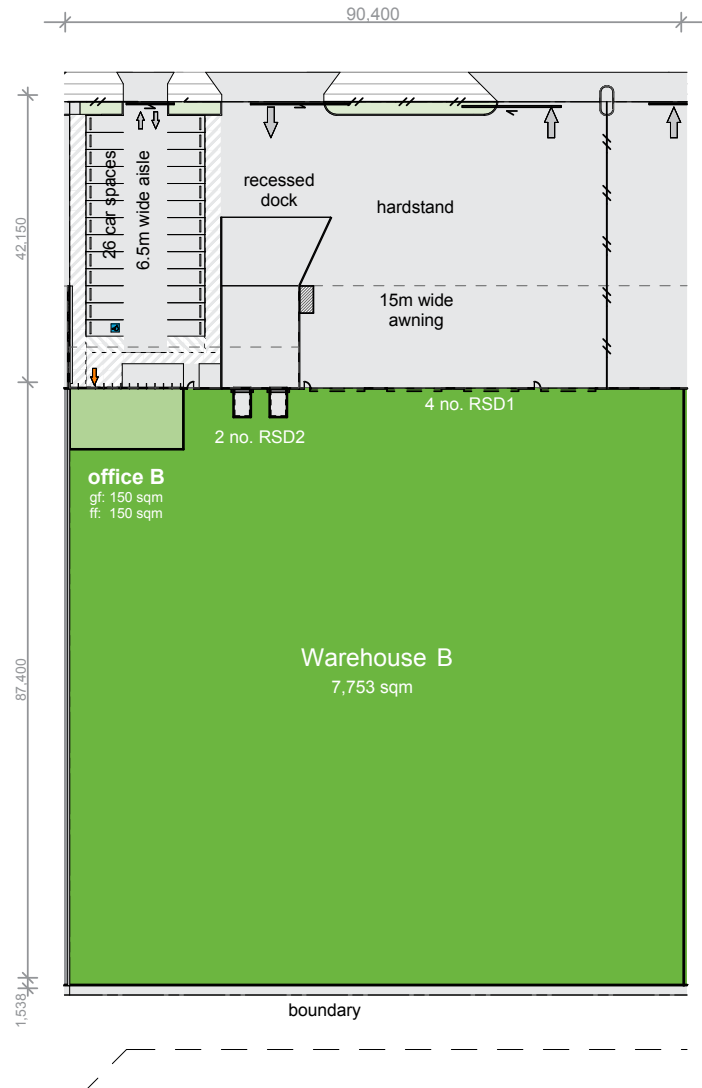 90,400
26 car spaces
6.5m wide aisle
recessed
dock
hardstand
42,150
15m wide
awning
4 no. RSD1
2 no. RSD2
office B
gf: 150 sqm
ff: 150 sqm
Warehouse B
7,753 sqm
87,400
1,538
boundary